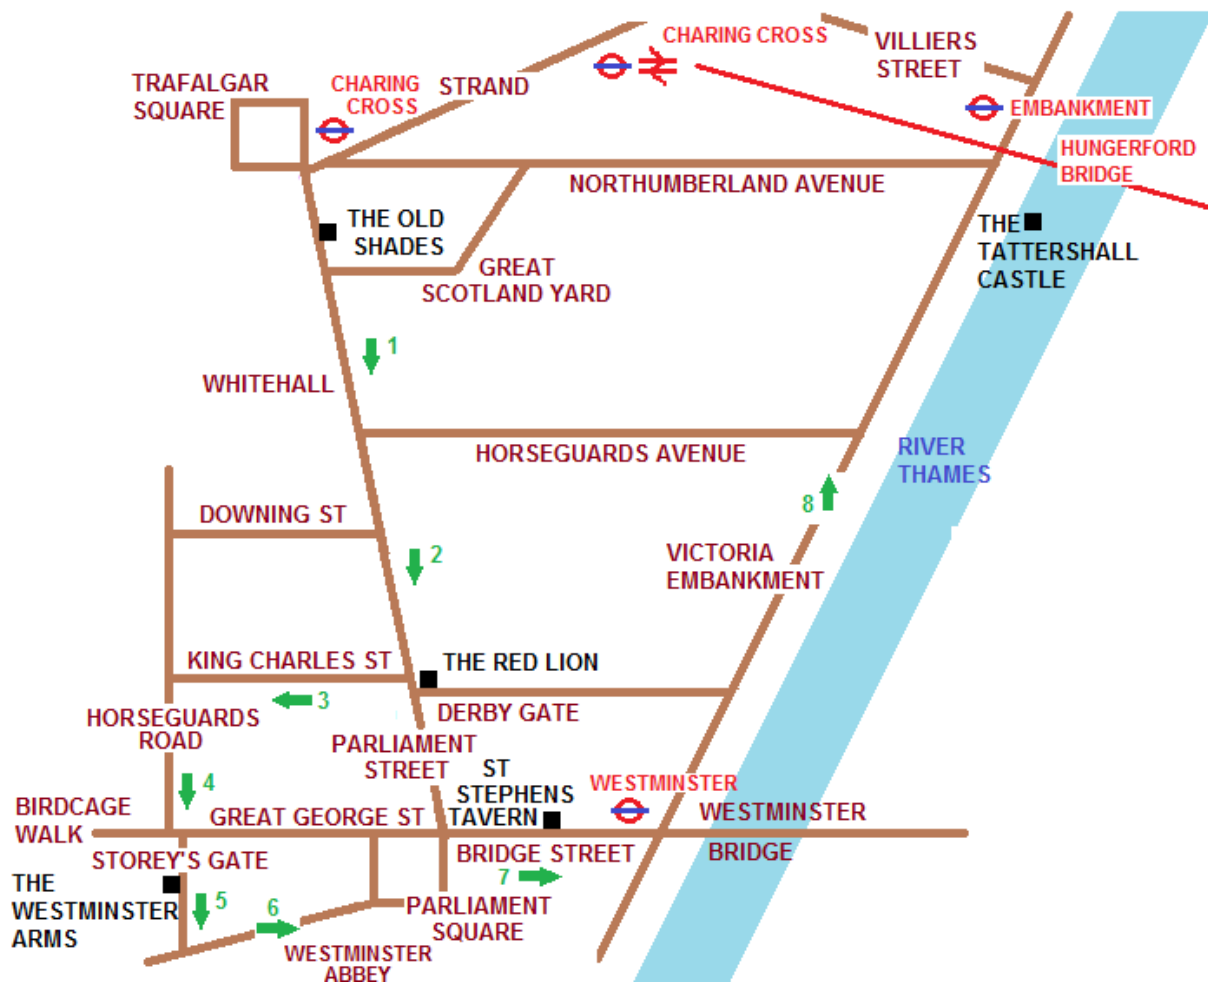 CHARING CROSS
VILLIERS
STREET
TRAFALGAR
SQUARE
CHARING
CROSS
STRAND
EMBANKMENT
HUNGERFORD
BRIDGE
NORTHUMBERLAND AVENUE
THE OLD
SHADES
THE
TATTERSHALL
CASTLE
GREAT
SCOTLAND YARD
1
WHITEHALL
HORSEGUARDS AVENUE
RIVER
THAMES
8
DOWNING ST
2
VICTORIA
EMBANKMENT
KING CHARLES ST
THE RED LION
3
DERBY GATE
HORSEGUARDS
ROAD
PARLIAMENT
STREET
ST
STEPHENS
TAVERN
WESTMINSTER
4
BIRDCAGE
WALK
GREAT GEORGE ST
WESTMINSTER
BRIDGE
STOREY'S GATE
BRIDGE STREET
7
THE
WESTMINSTER
ARMS
5
6
PARLIAMENT
SQUARE
WESTMINSTER
ABBEY